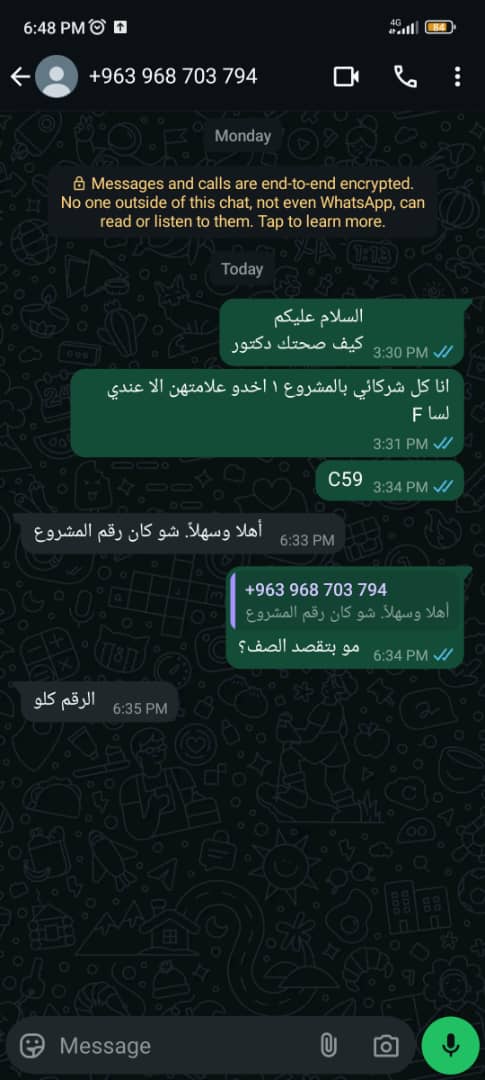 6:48 PM
4G
84
+963 968 703 794
Monday
Messages and calls are end-to-end encrypted.
No one outside of this chat, not even WhatsApp, can
read or listen to them. Tap to learn more.
Today
السلام عليكم
كيف صحتك دكتور
3:30 PM
انا كل شركائي بالمشروع ١ اخدو علامتهن الا عندي
لسا F
3:31 PM
C59
3:34 PM
أهلا وسهلاً. شو كان رقم المشروع
6:33 PM
+963 968 703 794
أهلا وسهلاً. شو كان رقم المشروع
مو بتقصد الصف؟
6:34 PM
الرقم كلو
6:35 PM
Message